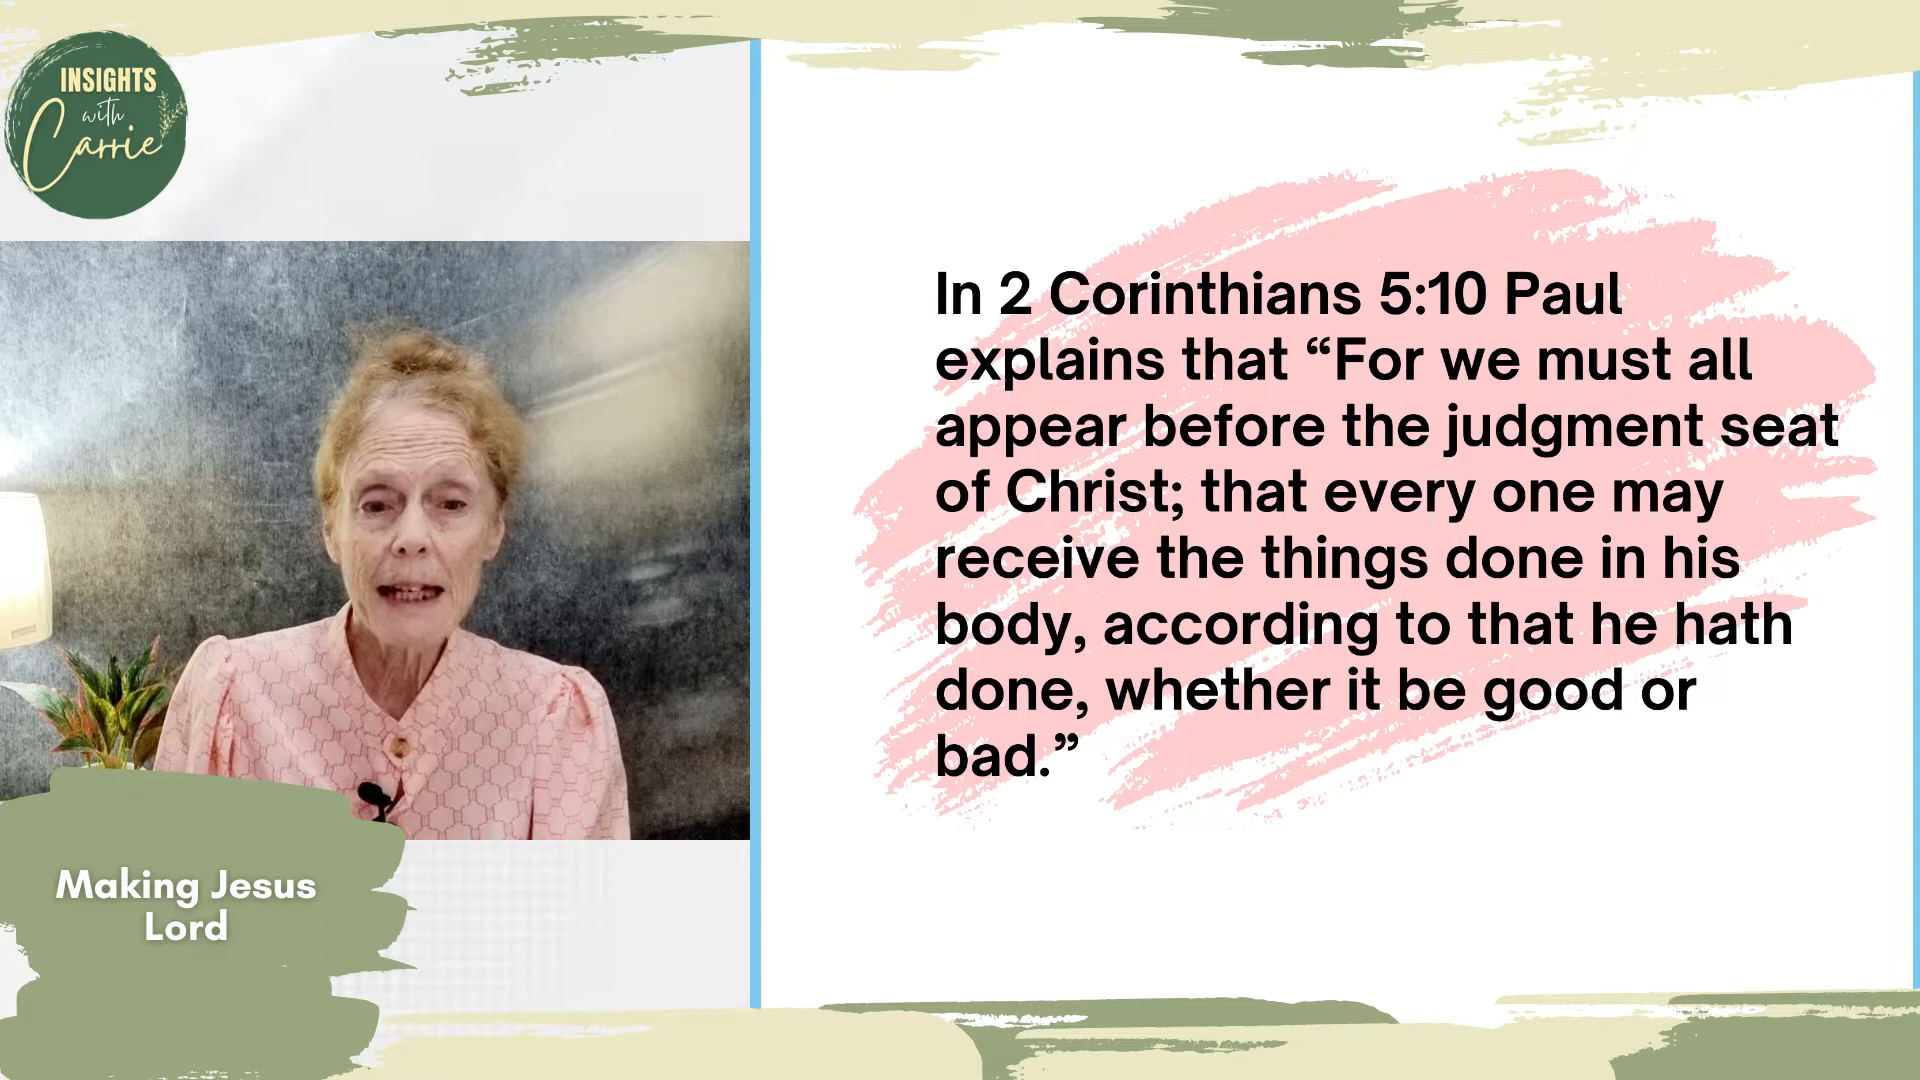 INSIGHTS
with
Carrie
In 2 Corinthians 5:10 Paul
explains that “For we must all
appear before the judgment seat
of Christ; that every one may
receive the things done in his
body, according to that he hath
done, whether it be good or
bad.”
Making Jesus
Lord